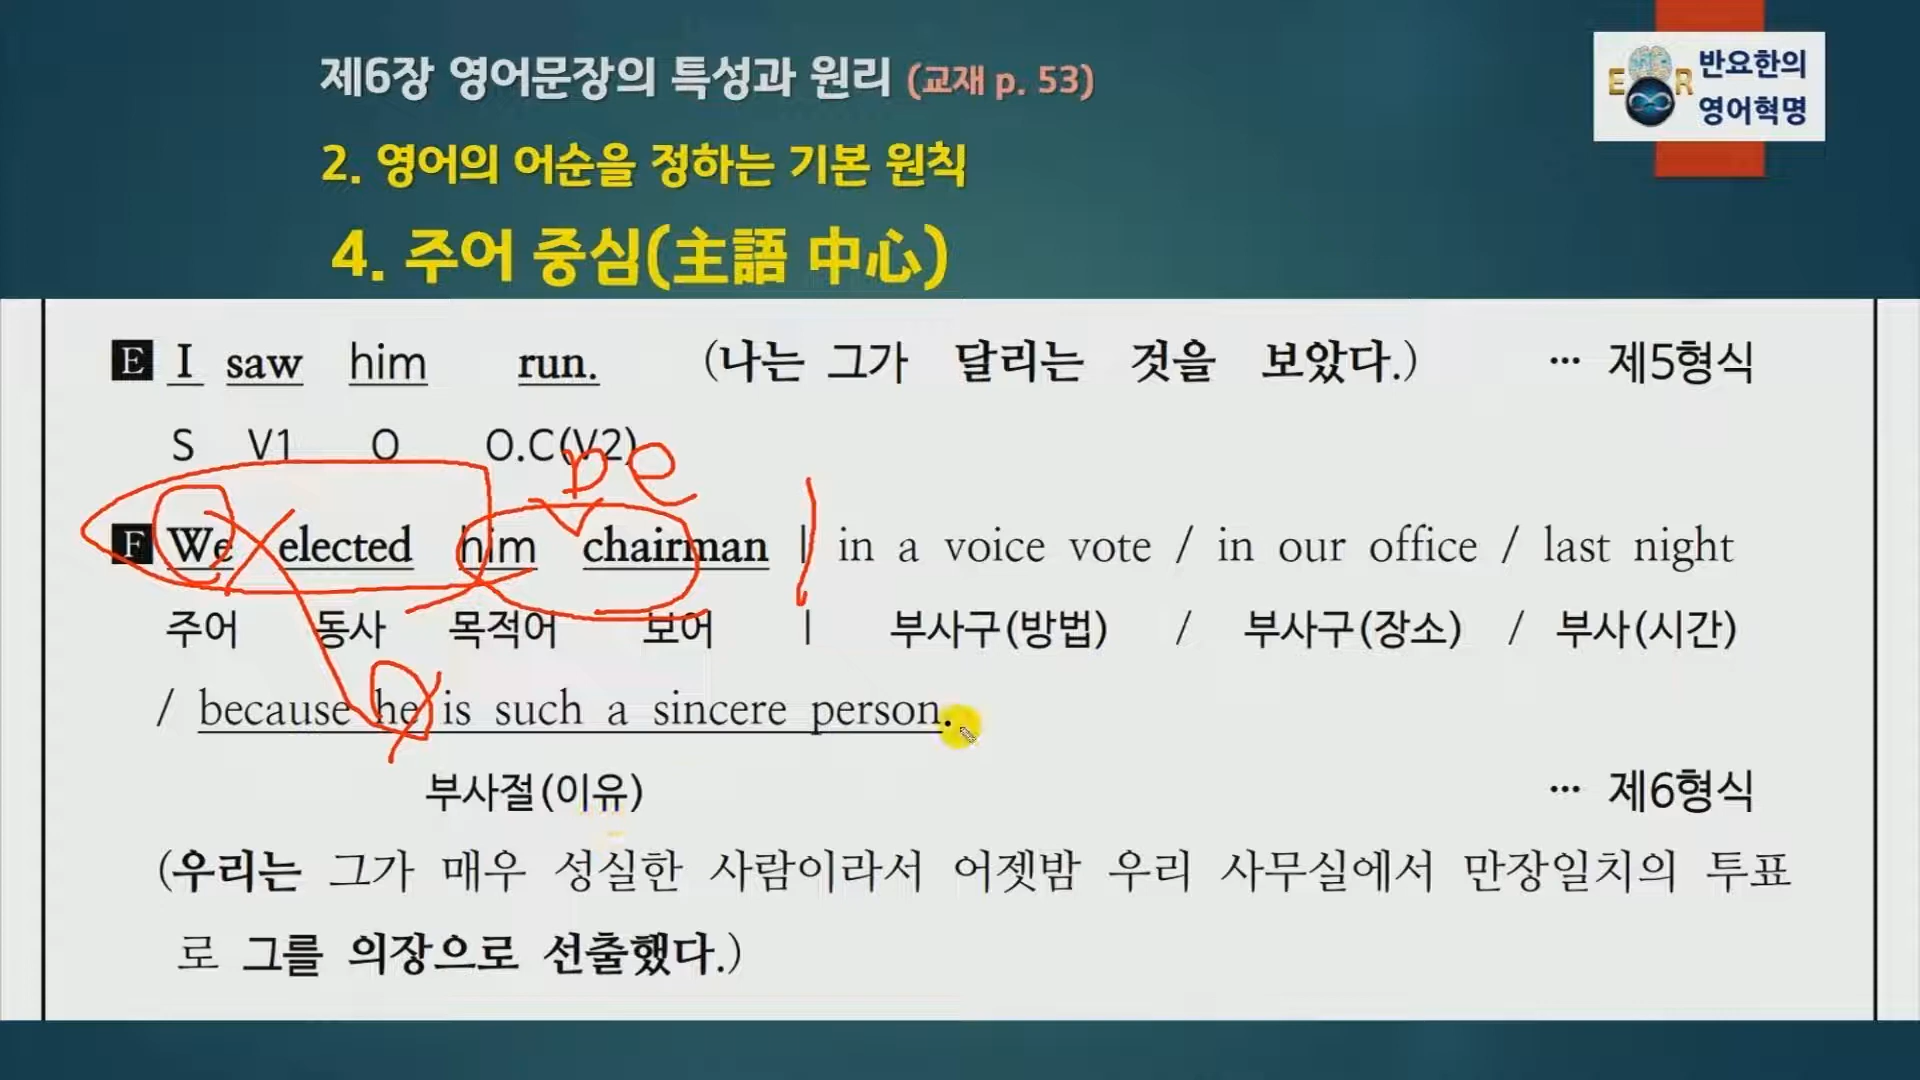 제6장 영어문장의 특성과 원리 (교재 p. 53)
E R 반요한의
영어혁명
2. 영어의 어순을 정하는 기본 원칙
4. 주어 중심(主語 中心)
E I saw him run. (나는 그가 달리는 것을 보았다.) ··· 제5형식
S V1 O O.C(V2)
be
F We elected him chairman | in a voice vote / in our office / last night
주어 동사 목적어 보어 | 부사구(방법) / 부사구(장소) / 부사(시간)
/ because he is such a sincere person.
부사절(이유) ··· 제6형식
(우리는 그가 매우 성실한 사람이라서 어젯밤 우리 사무실에서 만장일치의 투표
로 그를 의장으로 선출했다.)